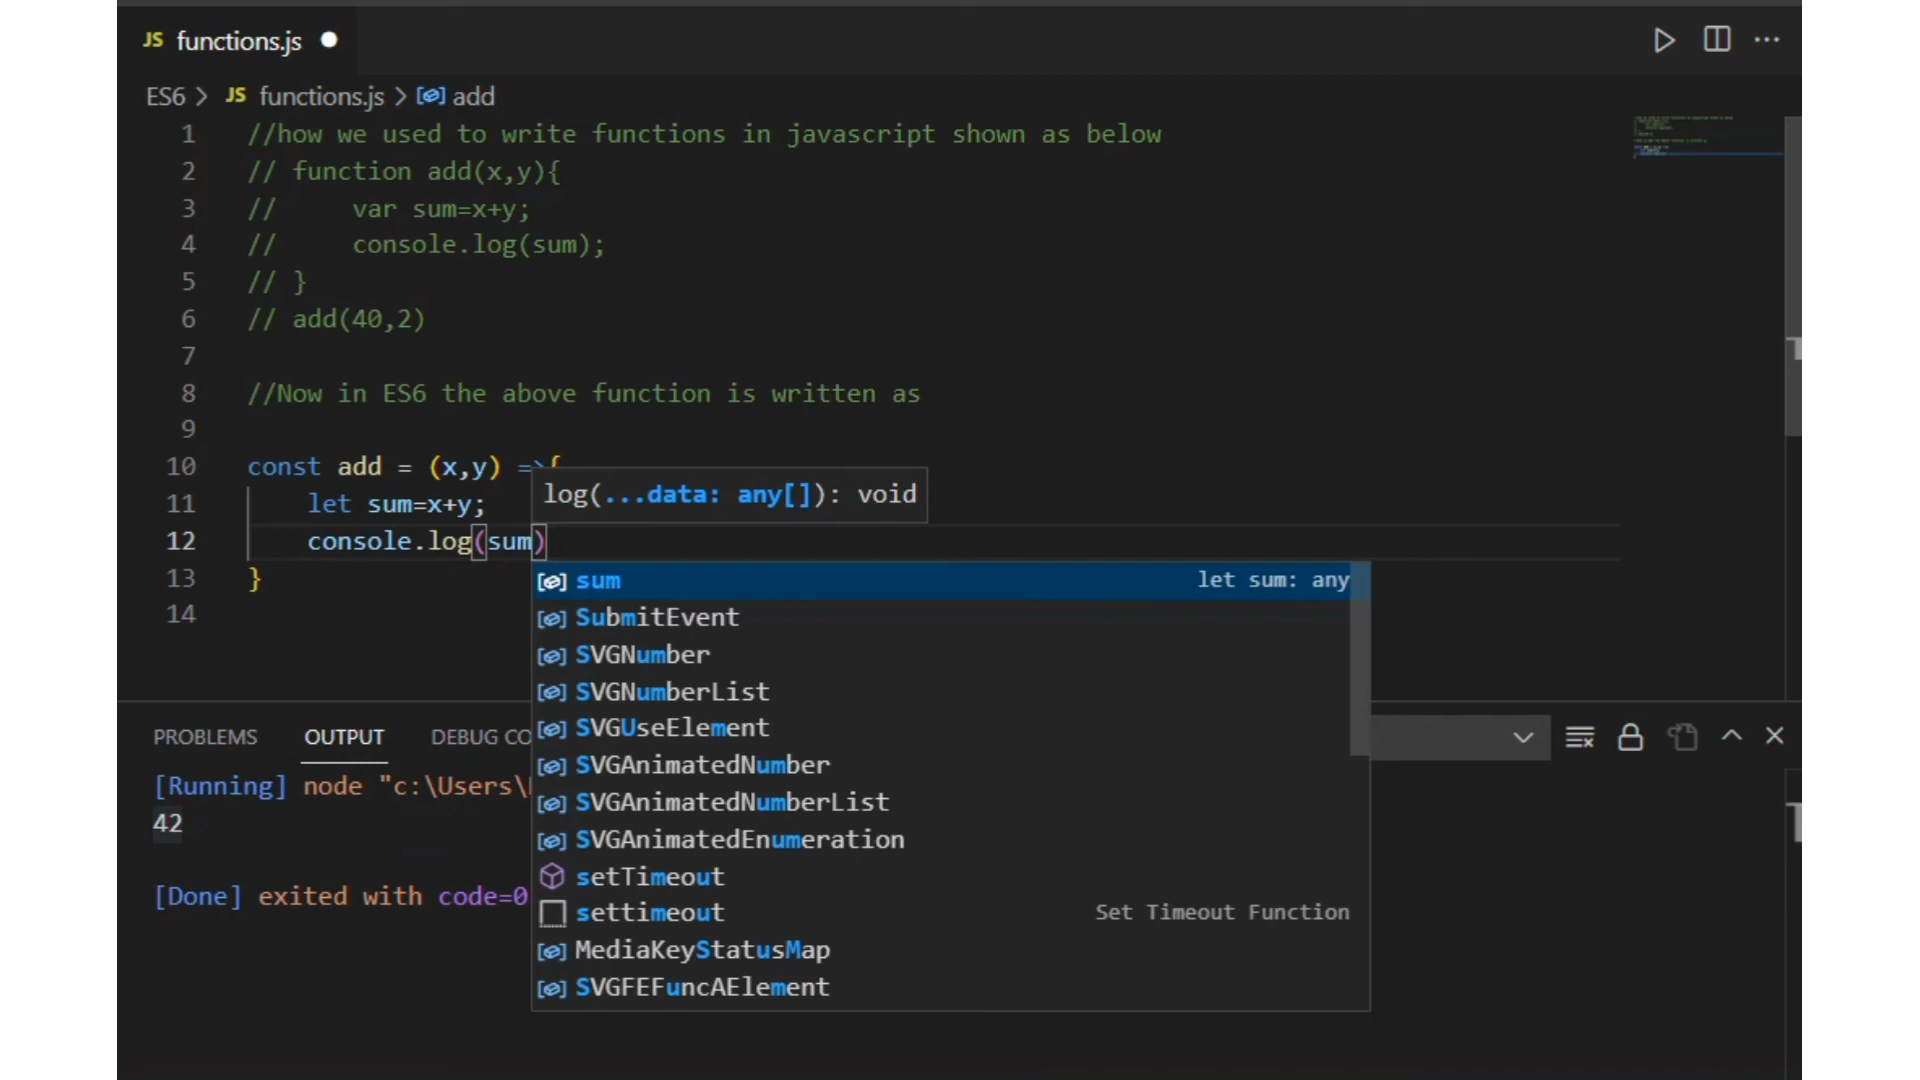 JS functions.js
ES6 > JS functions.js > add
1 //how we used to write functions in javascript shown as below
2 // function add(x,y){
3 //     var sum=x+y;
4 //     console.log(sum);
5 // }
6 // add(40,2)
7
8 //Now in ES6 the above function is written as
9
10 const add = (x,y) =>{
log(...data: any[]): void
11     let sum=x+y;
12     console.log(sum)
13 }
14
sum let sum: any
SubmitEvent
SVGNumber
SVGNumberList
SVGUseElement
SVGAnimatedNumber
SVGAnimatedNumberList
SVGAnimatedEnumeration
setTimeout
settimeout Set Timeout Function
MediaKeyStatusMap
SVGFEFuncAElement
PROBLEMS OUTPUT DEBUG CO
[Running] node "c:\Users\
42
[Done] exited with code=0